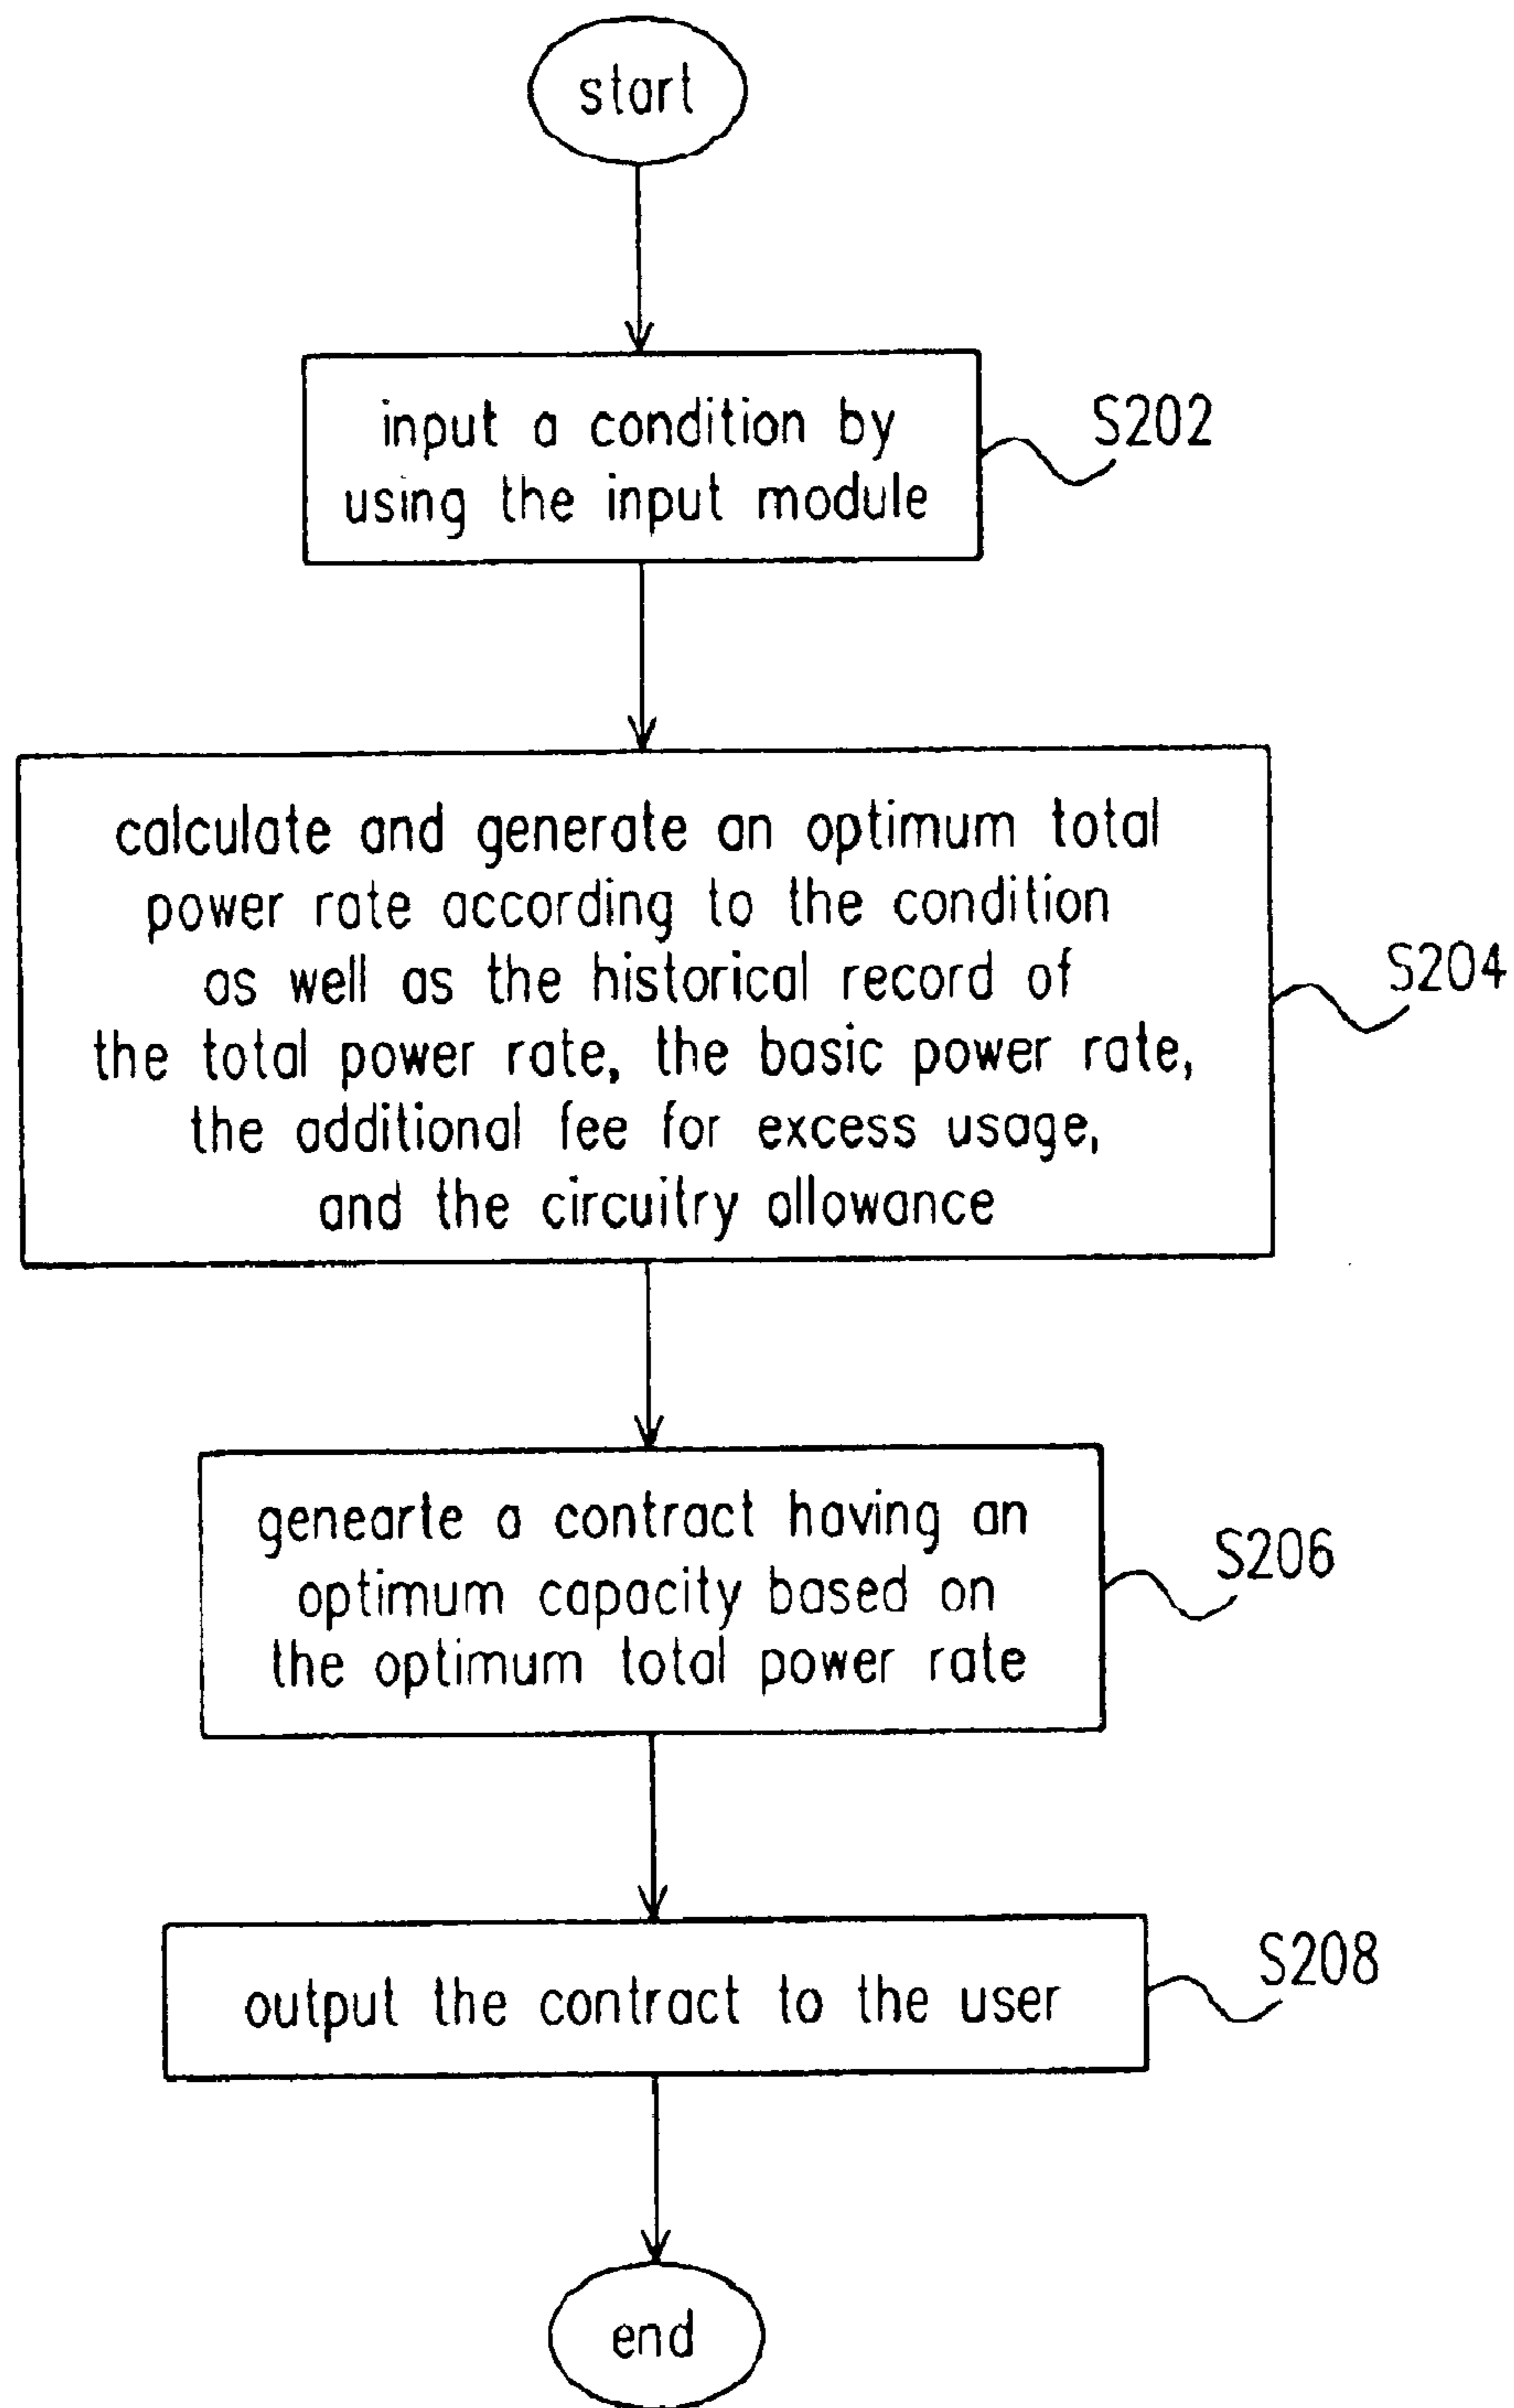 start
input a condition by
using the input module
S202
calculate and generate an optimum total
power rate according to the condition
as well as the historical record of
the total power rate, the basic power rate,
the additional fee for excess usage,
and the circuitry allowance
S204
genearte a contract having an
optimum capacity based on
the optimum total power rate
S206
output the contract to the user
S208
end